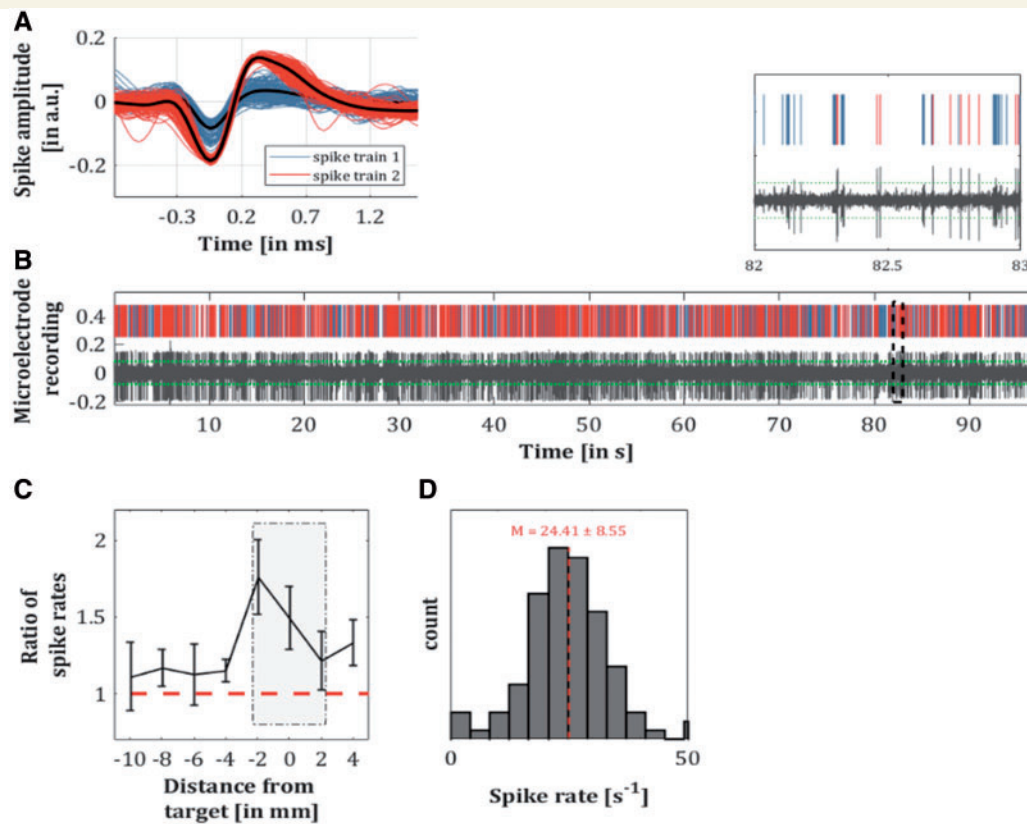 A
Spike amplitude
[in a.u.]
0.2
0
-0.2
spike train 1
spike train 2
-0.3 0.2 0.7 1.2
Time [in ms]
82 82.5 83
B
Microelectrode
recording
0.4
0.2
0
-0.2
10 20 30 40 50 60 70 80 90
Time [in s]
C
Ratio of
spike rates
2
1.5
1
-10 -8 -6 -4 -2 0 2 4
Distance from
target [in mm]
D
M = 24.41 ± 8.55
count
0 50
Spike rate [s⁻¹]